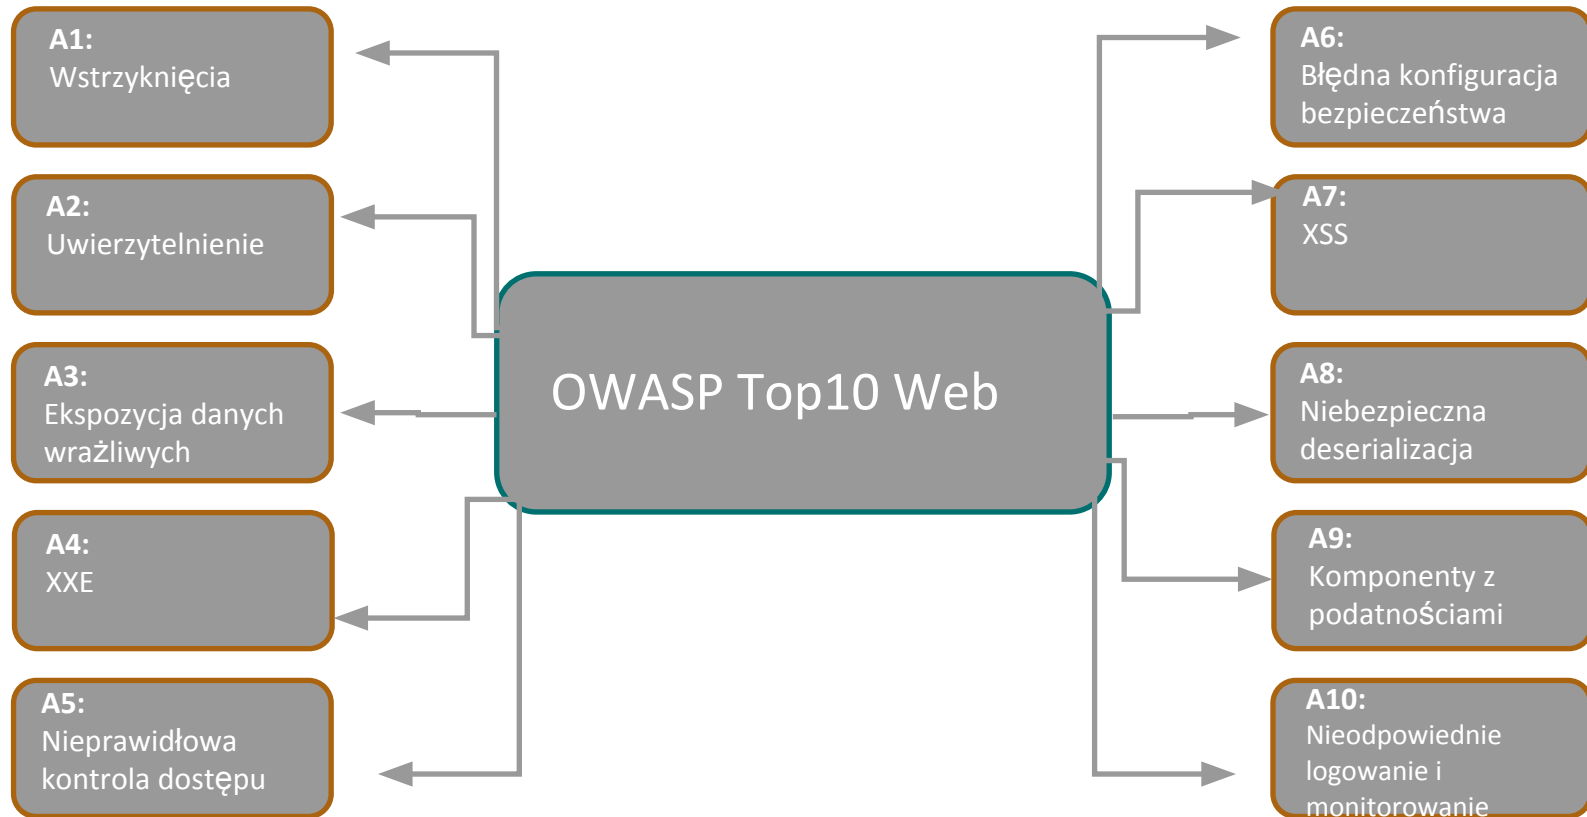 A1:
Wstrzyknięcia
A2:
Uwierzytelnienie
A3:
Ekspozycja danych
wrażliwych
A4:
XXE
A5:
Nieprawidłowa
kontrola dostępu
OWASP Top10 Web
A6:
Błędna konfiguracja
bezpieczeństwa
A7:
XSS
A8:
Niebezpieczna
deserializacja
A9:
Komponenty z
podatnościami
A10:
Nieodpowiednie
logowanie i
monitorowanie